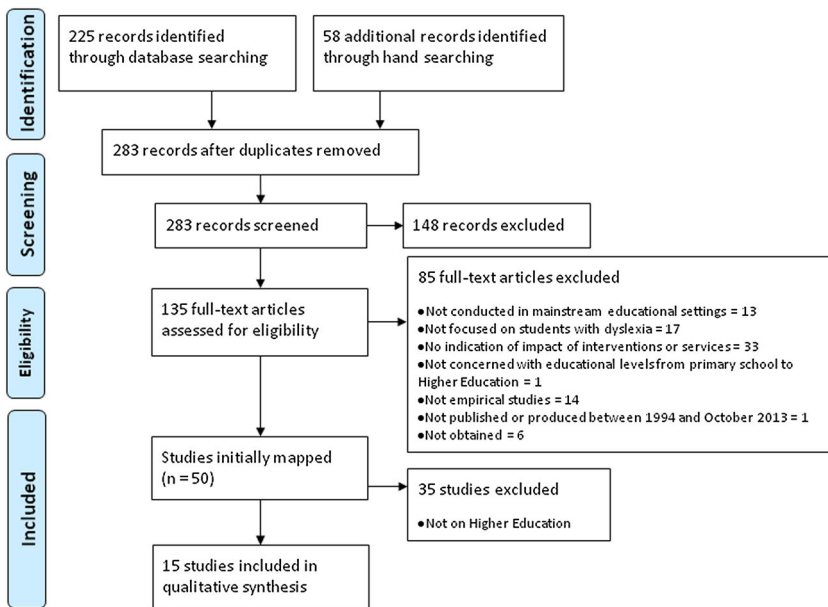 Identification
225 records identified
through database searching
58 additional records identified
through hand searching
283 records after duplicates removed
Screening
283 records screened
148 records excluded
Eligibility
135 full-text articles
assessed for eligibility
85 full-text articles excluded
●Not conducted in mainstream educational settings = 13
●Not focused on students with dyslexia = 17
●No indication of impact of interventions or services = 33
●Not concerned with educational levels from primary school to
Higher Education = 1
●Not empirical studies = 14
●Not published or produced between 1994 and October 2013 = 1
●Not obtained = 6
Included
Studies initially mapped
(n = 50)
35 studies excluded
●Not on Higher Education
15 studies included in
qualitative synthesis